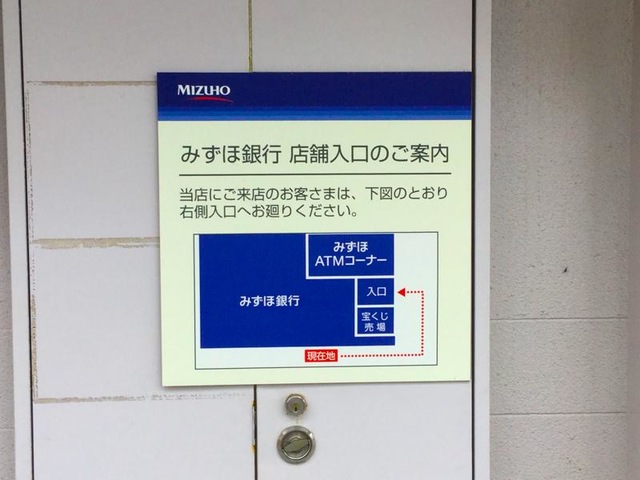 MIZUHO
みずほ銀行 店舗入口のご案内
当店にご来店のお客さまは、下図のとおり
右側入口へお廻りください。
みずほ
ATMコーナー
みずほ銀行
入口
宝くじ
売場
現在地